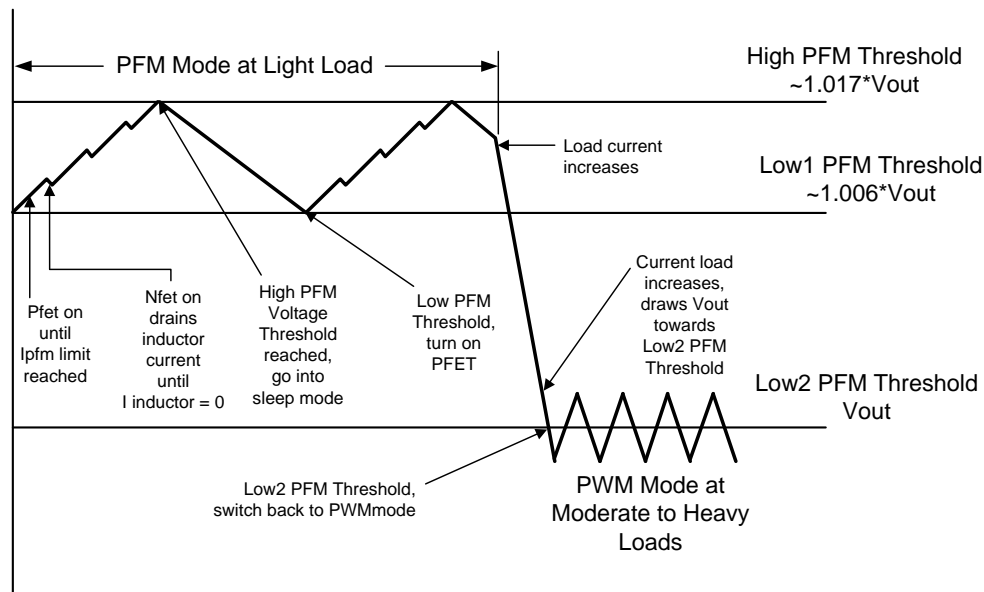 PFM Mode at Light Load
High PFM Threshold
~1.017*Vout
Load current
increases
Low1 PFM Threshold
~1.006*Vout
Pfet on
until
Ipfm limit
reached
Nfet on
drains
inductor
current
until
I inductor = 0
High PFM
Voltage
Threshold
reached,
go into
sleep mode
Low PFM
Threshold,
turn on
PFET
Current load
increases,
draws Vout
towards
Low2 PFM
Threshold
Low2 PFM Threshold
Vout
Low2 PFM Threshold,
switch back to PWMmode
PWM Mode at
Moderate to Heavy
Loads